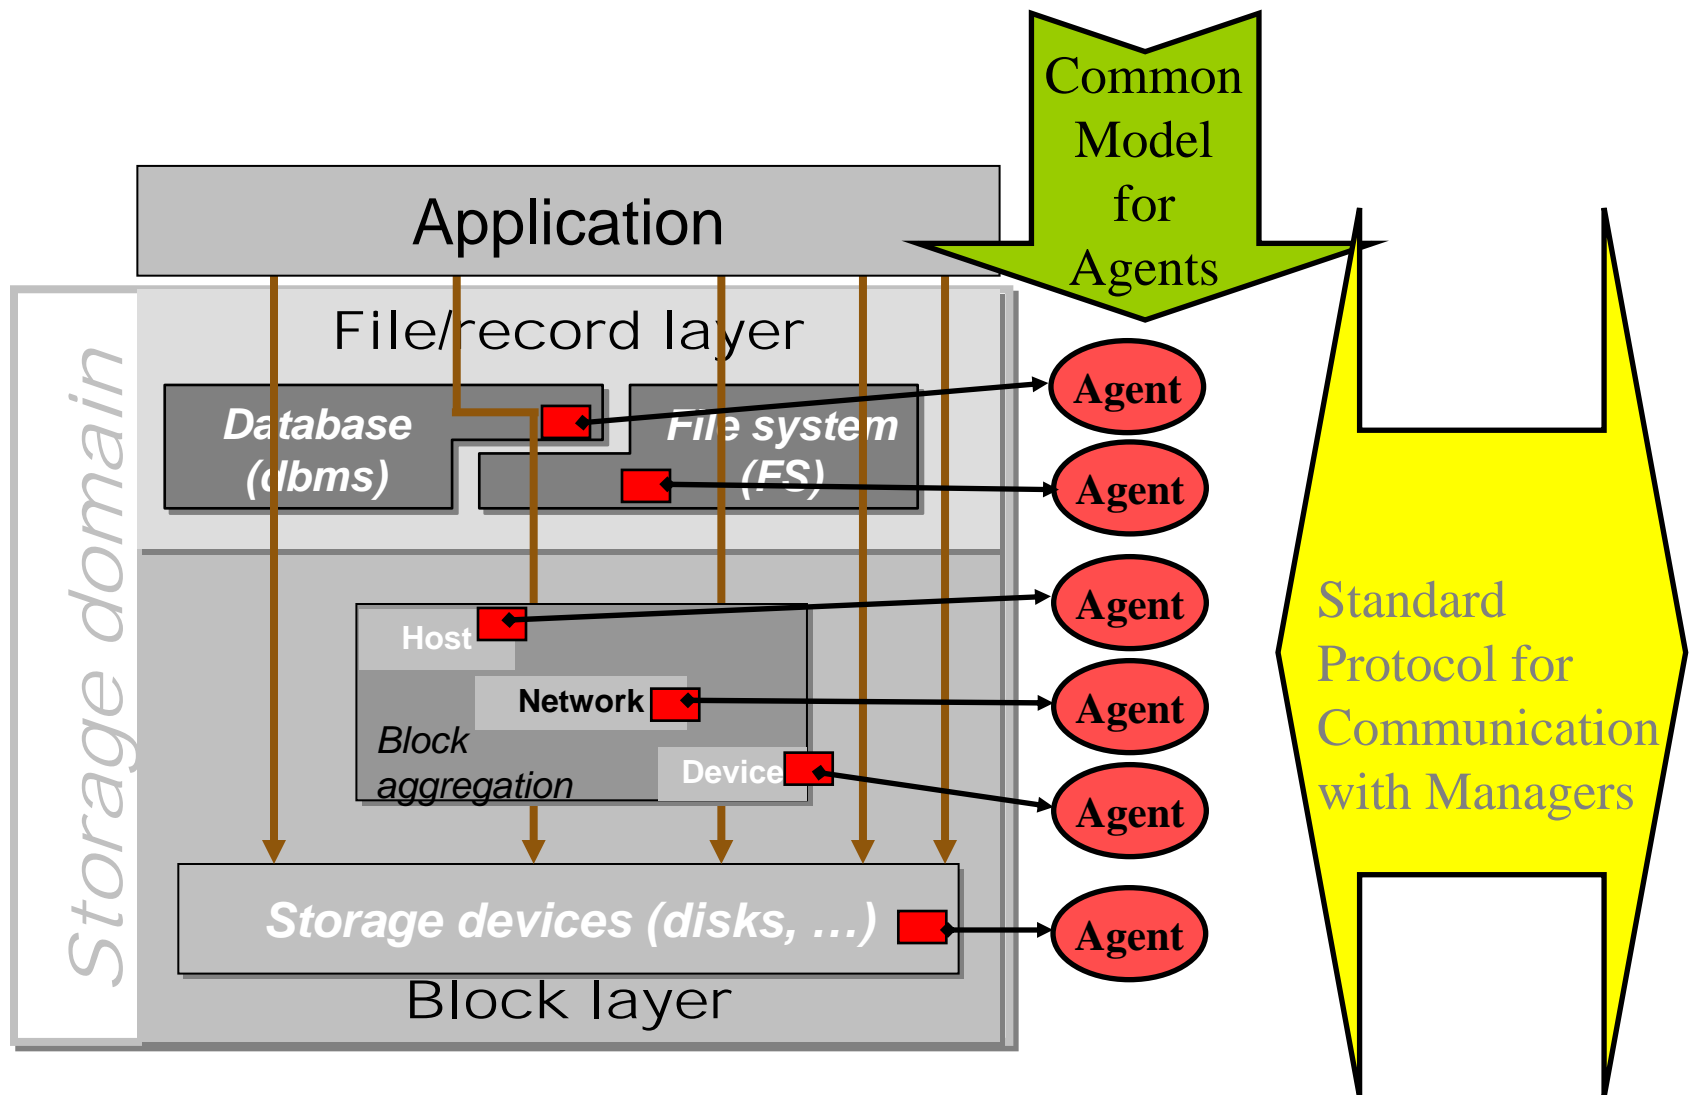 Common
Model
for
Agents
Application
File/record layer
Storage domain
Database
(dbms)
File system
(FS)
Agent
Agent
Host
Agent
Network
Agent
Block
aggregation
Device
Agent
Storage devices (disks, …)
Agent
Block layer
Standard
Protocol for
Communication
with Managers